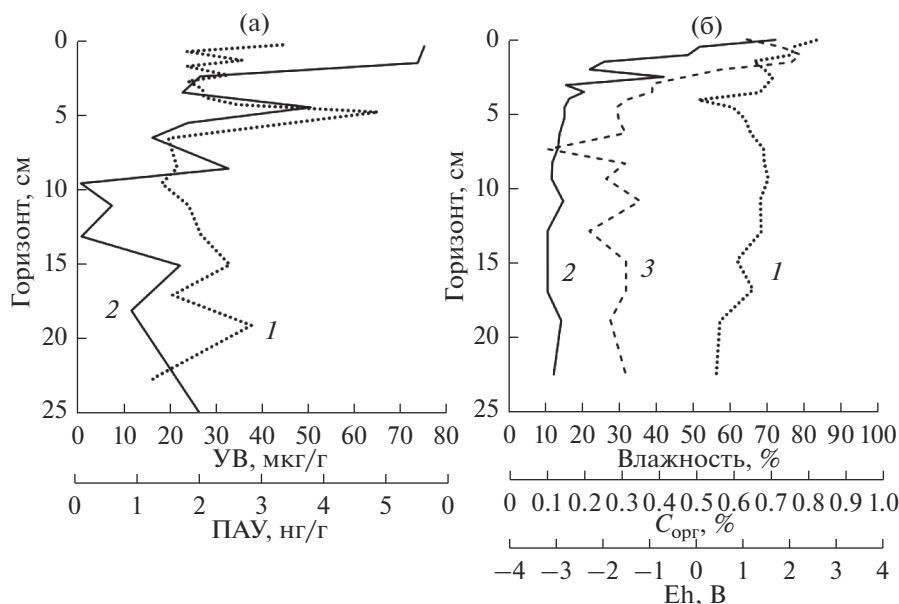 (а)
0
5
10
15
20
25
Горизонт, см
2
1
0 10 20 30 40 50 60 70 80
УВ, мкг/г
0 1 2 3 4 5 0
ПАУ, нг/г
(б)
0
5
10
15
20
25
Горизонт, см
2
3
1
0 10 20 30 40 50 60 70 80 90 100
Влажность, %
0 0.1 0.2 0.3 0.4 0.5 0.6 0.7 0.8 0.9 1.0
Cорг, %
−4 −3 −2 −1 0 1 2 3 4
Eh, В